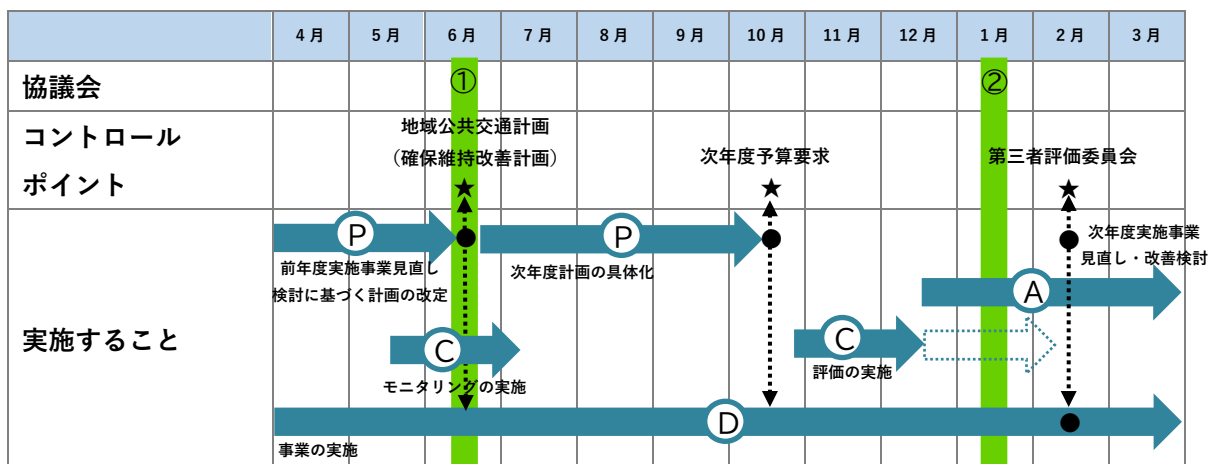 4月 5月 6月 7月 8月 9月 10月 11月 12月 1月 2月 3月
協議会
① ②
コントロール
ポイント
地域公共交通計画
（確保維持改善計画）
★
次年度予算要求
★
第三者評価委員会
★
実施すること
P
前年度実施事業見直し
検討に基づく計画の改定
P
次年度計画の具体化
次年度実施事業
見直し・改善検討
A
C
モニタリングの実施
C
評価の実施
D
事業の実施